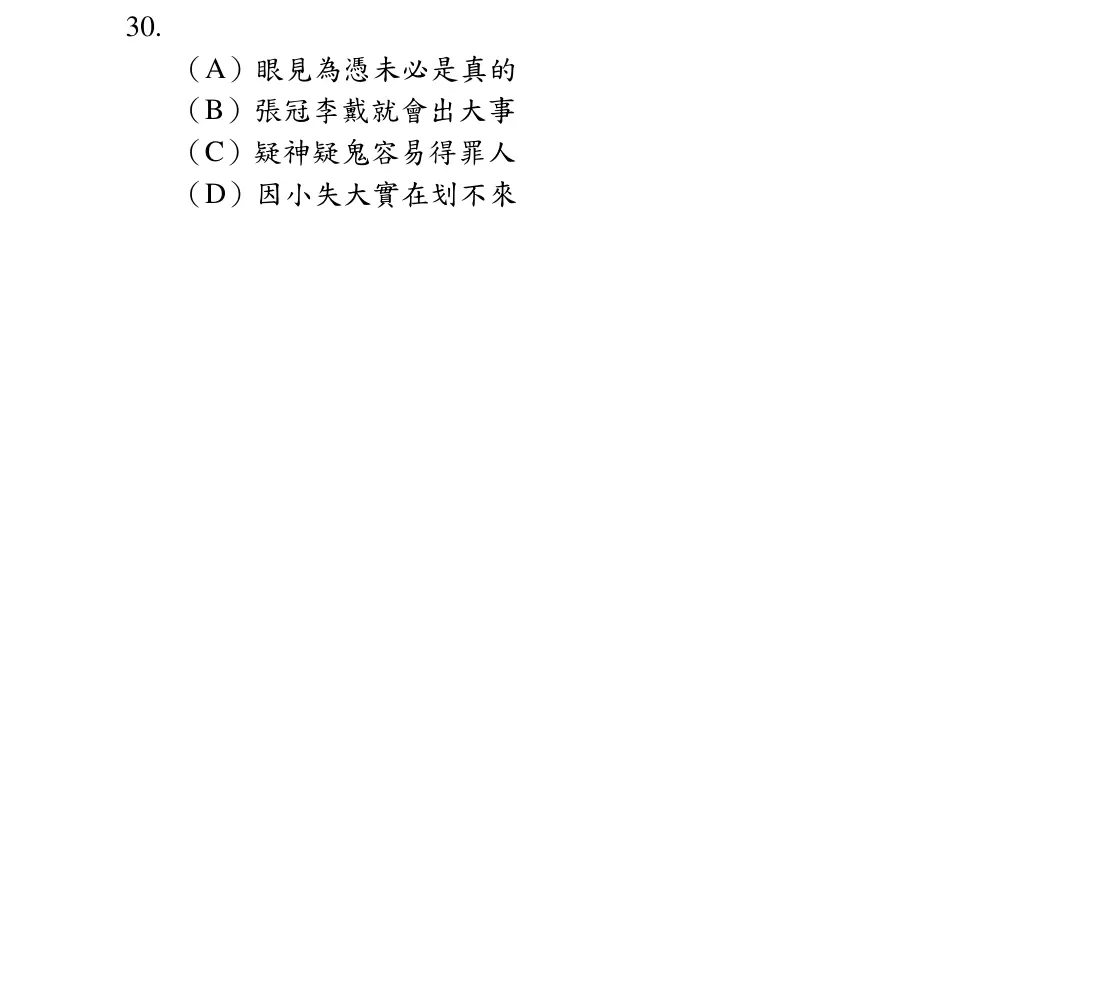 30.
（A）眼見為憑未必是真的
（B）張冠李戴就會出大事
（C）疑神疑鬼容易得罪人
（D）因小失大實在划不來